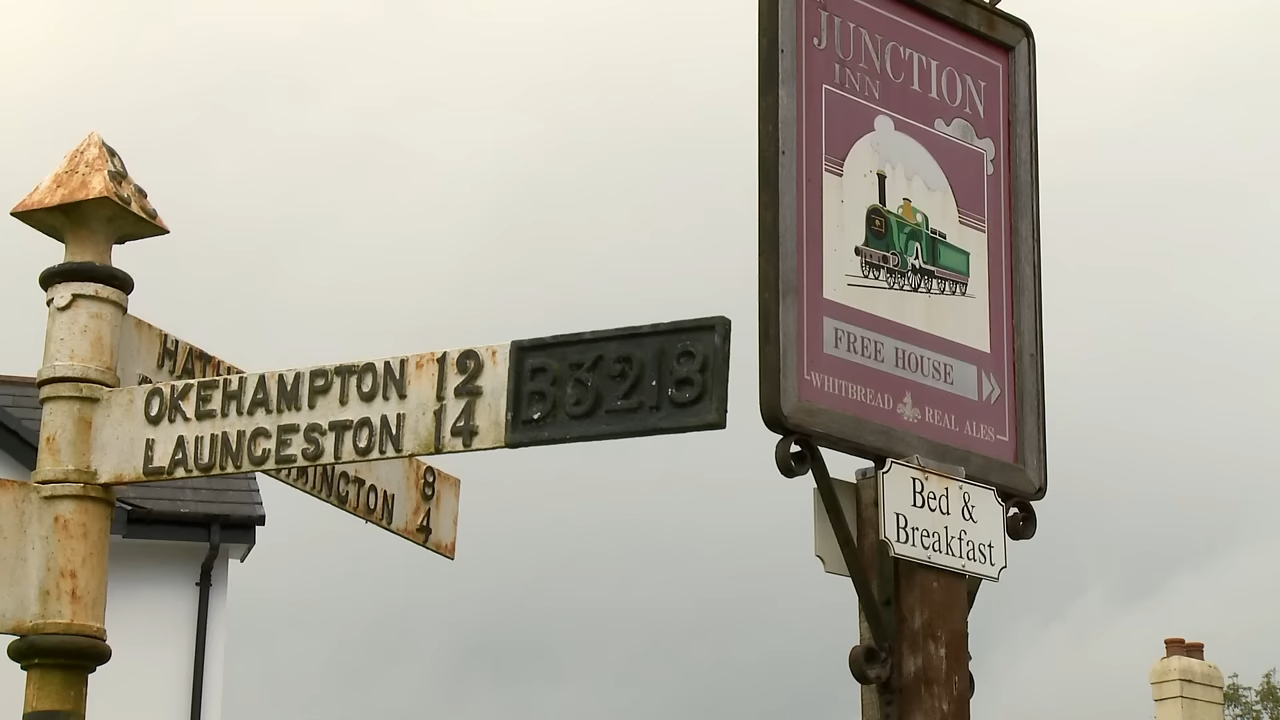 OKEHAMPTON 12
LAUNCESTON 14
B3218
8
4
JUNCTION
INN
FREE HOUSE
WHITBREAD REAL ALES
Bed &
Breakfast